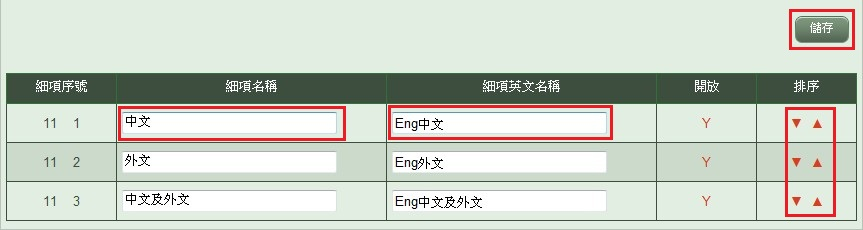 儲存
細項序號 細項名稱 細項英文名稱 開放 排序
11 1 中文 Eng中文 Y ▼ ▲
11 2 外文 Eng外文 Y ▼ ▲
11 3 中文及外文 Eng中文及外文 Y ▼ ▲